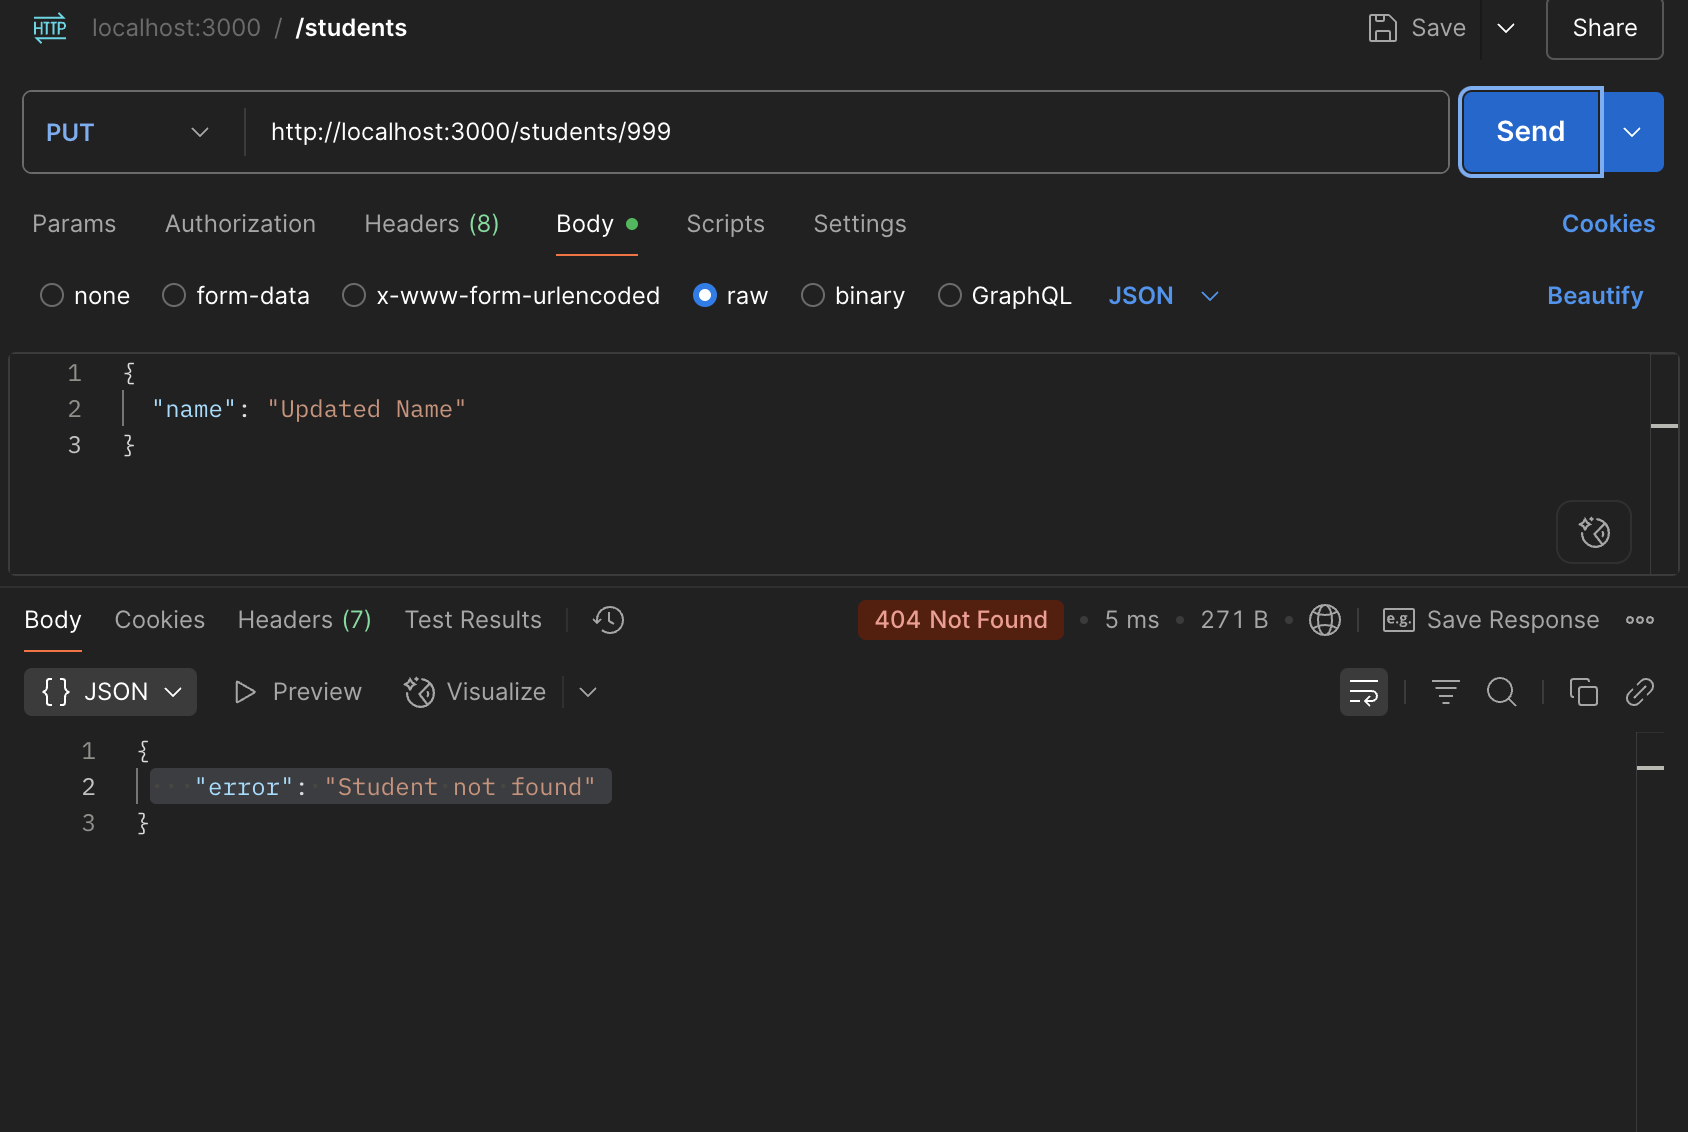 HTTP localhost:3000 / /students Save Share
PUT http://localhost:3000/students/999 Send
Params Authorization Headers (8) Body Scripts Settings Cookies
none form-data x-www-form-urlencoded raw binary GraphQL JSON Beautify
1 {
2 "name": "Updated Name"
3 }
Body Cookies Headers (7) Test Results 404 Not Found • 5 ms • 271 B • e.g. Save Response
{} JSON Preview Visualize
1 {
2 "error": "Student not found"
3 }